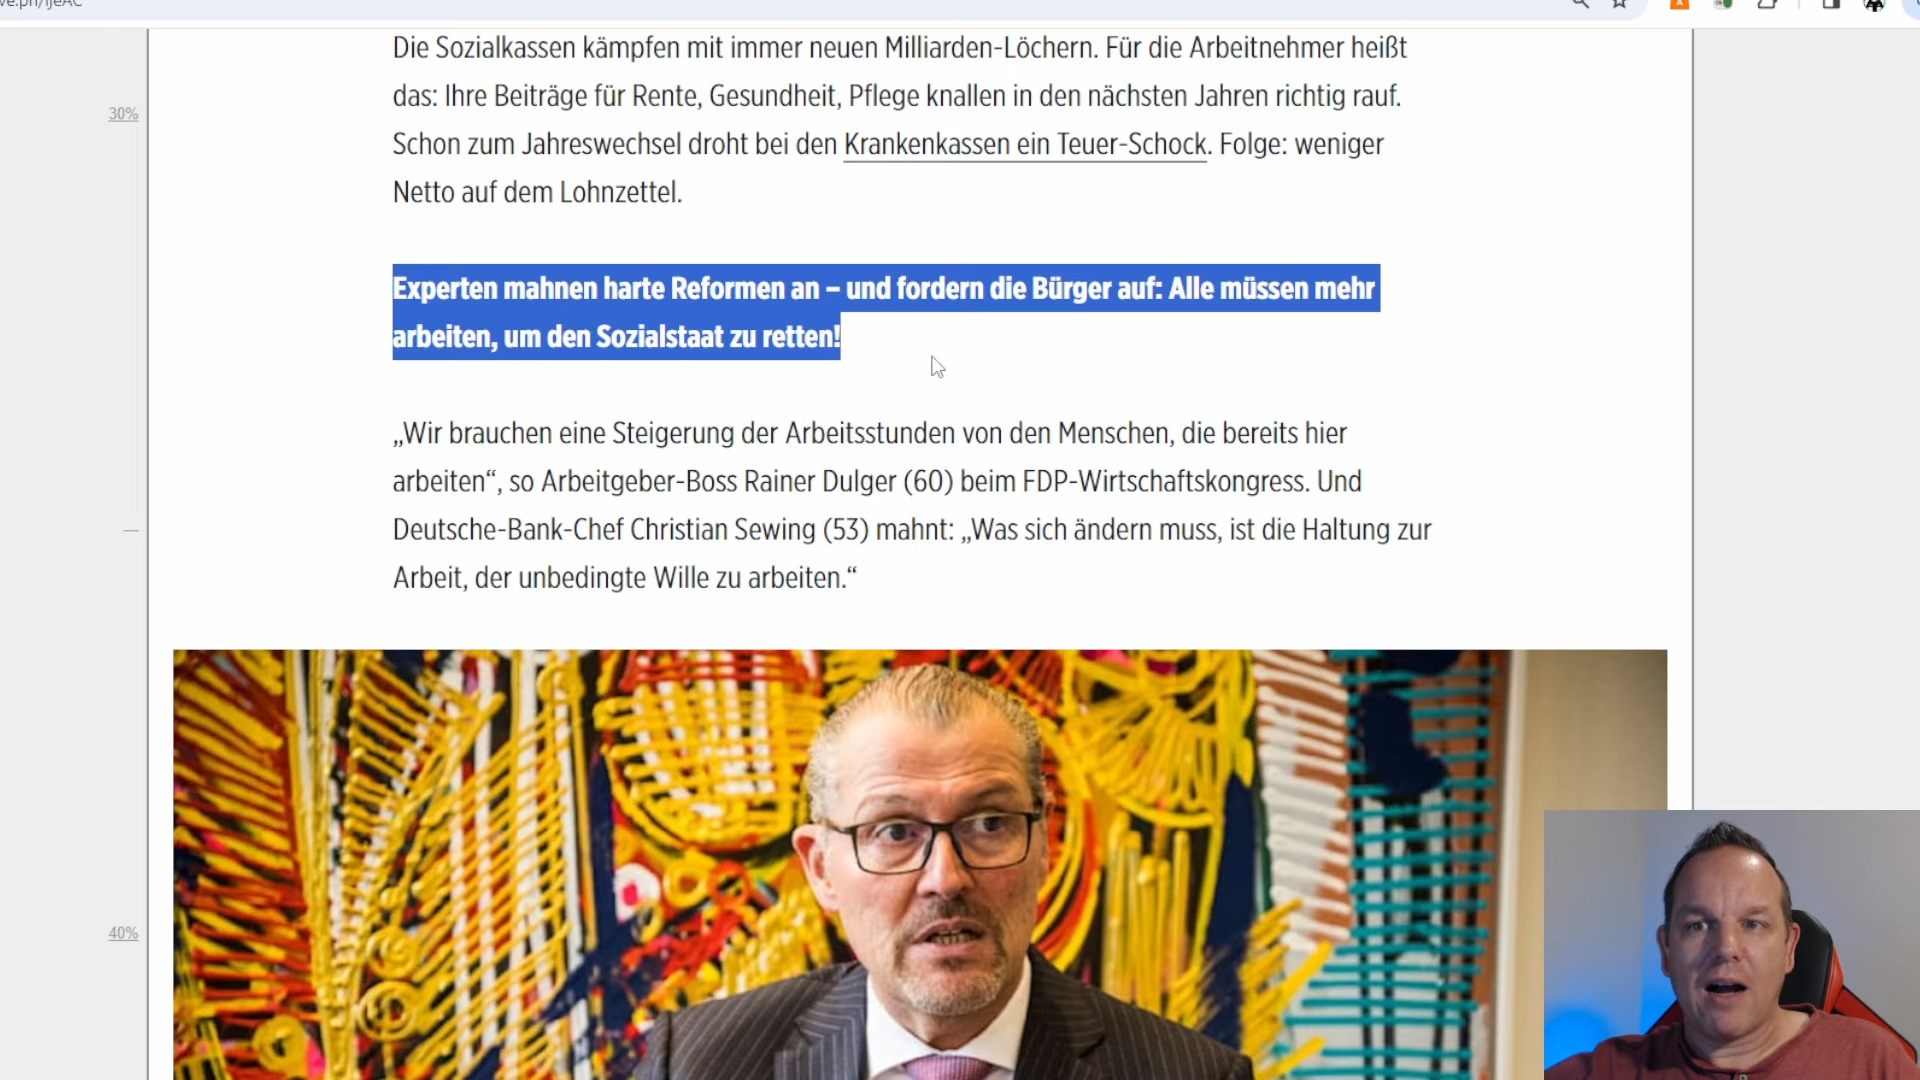 Die Sozialkassen kämpfen mit immer neuen Milliarden-Löchern. Für die Arbeitnehmer heißt
das: Ihre Beiträge für Rente, Gesundheit, Pflege knallen in den nächsten Jahren richtig rauf.
Schon zum Jahreswechsel droht bei den Krankenkassen ein Teuer-Schock. Folge: weniger
Netto auf dem Lohnzettel.
30%
Experten mahnen harte Reformen an – und fordern die Bürger auf: Alle müssen mehr
arbeiten, um den Sozialstaat zu retten!
„Wir brauchen eine Steigerung der Arbeitsstunden von den Menschen, die bereits hier
arbeiten“, so Arbeitgeber-Boss Rainer Dulger (60) beim FDP-Wirtschaftskongress. Und
Deutsche-Bank-Chef Christian Sewing (53) mahnt: „Was sich ändern muss, ist die Haltung zur
Arbeit, der unbedingte Wille zu arbeiten.“
40%